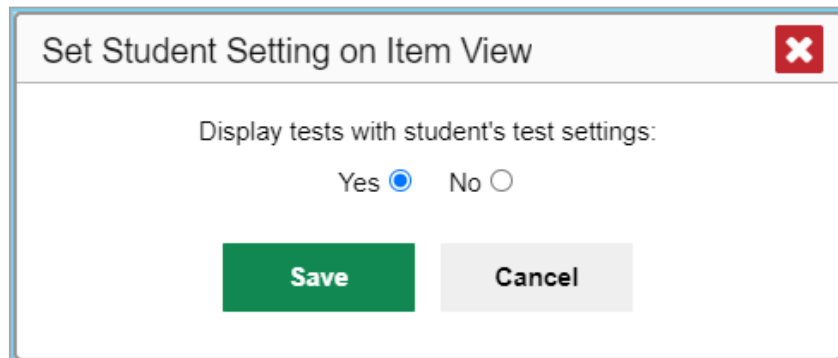 Set Student Setting on Item View
Display tests with student's test settings:
Yes No
Save Cancel